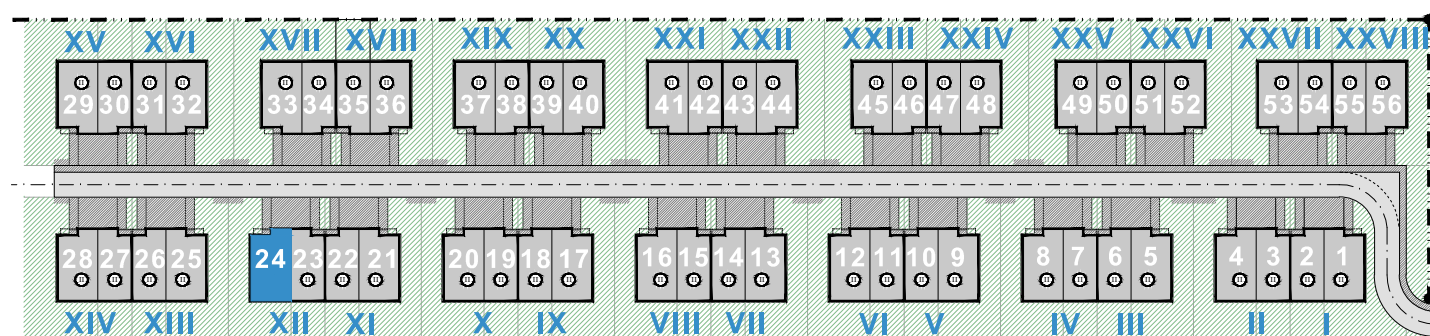 XV XVI XVII XVIII XIX XX XXI XXII XXIII XXIV XXV XXVI XXVII XXVIII
29 30 31 32 33 34 35 36 37 38 39 40 41 42 43 44 45 46 47 48 49 50 51 52 53 54 55 56
28 27 26 25 24 23 22 21 20 19 18 17 16 15 14 13 12 11 10 9 8 7 6 5 4 3 2 1
XIV XIII XII XI X IX VIII VII VI V IV III II I